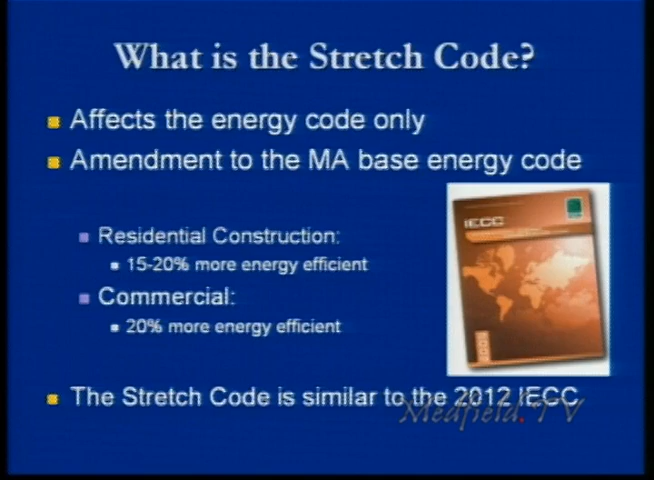 What is the Stretch Code?
Affects the energy code only
Amendment to the MA base energy code
IECC
Residential Construction:
15-20% more energy efficient
Commercial:
20% more energy efficient
2009
The Stretch Code is similar to the 2012 IECC
Medfield.TV